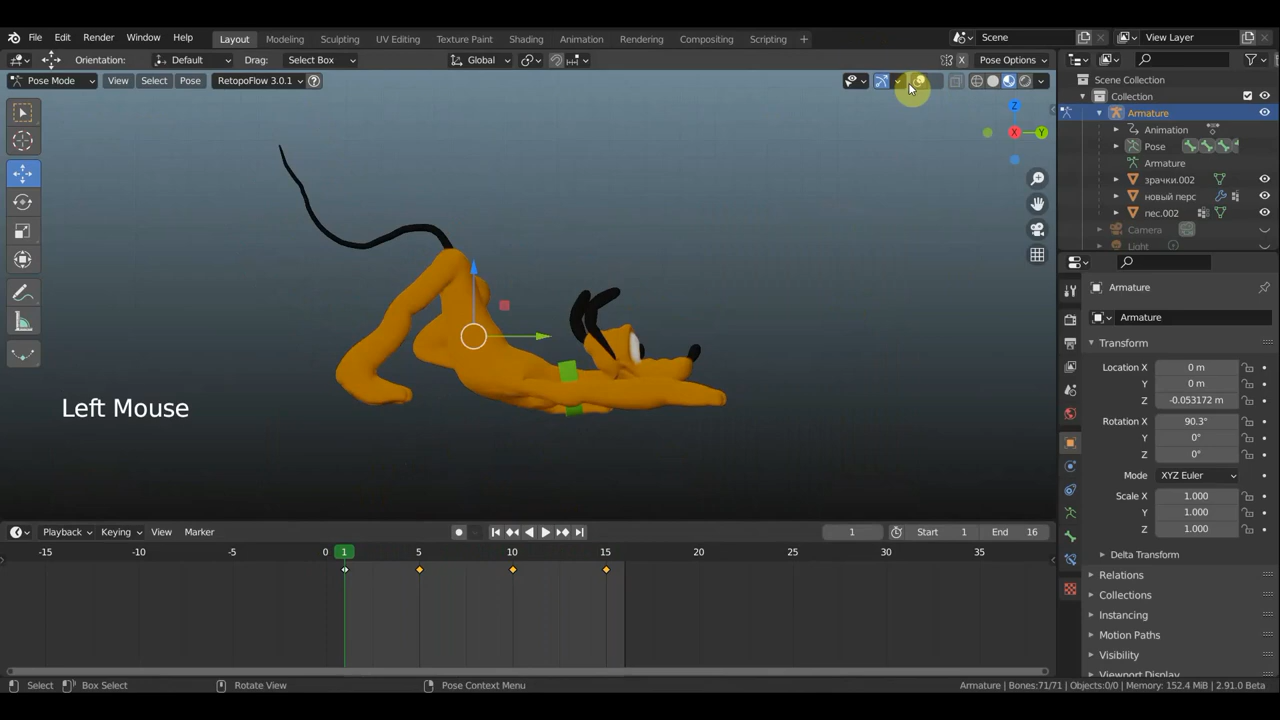 File Edit Render Window Help Layout Modeling Sculpting UV Editing Texture Paint Shading Animation Rendering Compositing Scripting + Scene View Layer
Orientation: Default Drag: Select Box Global X Pose Options
Pose Mode View Select Pose RetopoFlow 3.0.1 ?
Scene Collection
Collection
Armature
Animation
Pose
Armature
зрачки.002
новый перс
пес.002
Camera
Light
Z
X
Y
Armature
Armature
Transform
Location X 0 m
Y 0 m
Z -0.053172 m
Rotation X 90.3°
Y 0°
Z 0°
Mode XYZ Euler
Scale X 1.000
Y 1.000
Z 1.000
Delta Transform
Relations
Collections
Instancing
Motion Paths
Visibility
Viewport Display
Left Mouse
Playback Keying View Marker 1 Start 1 End 16
-15 -10 -5 0 1 5 10 15 20 25 30 35
Select Box Select Rotate View Pose Context Menu Armature | Bones:71/71 | Objects:0/0 | Memory: 152.4 MiB | 2.91.0 Beta